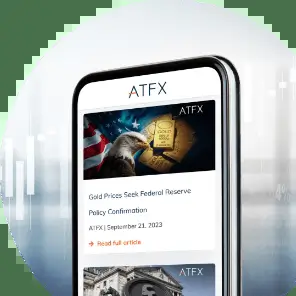 ATFX
ATFX
Gold Prices Seek Federal Reserve
Policy Confirmation
ATFX | September 21, 2023
→ Read full article
ATFX